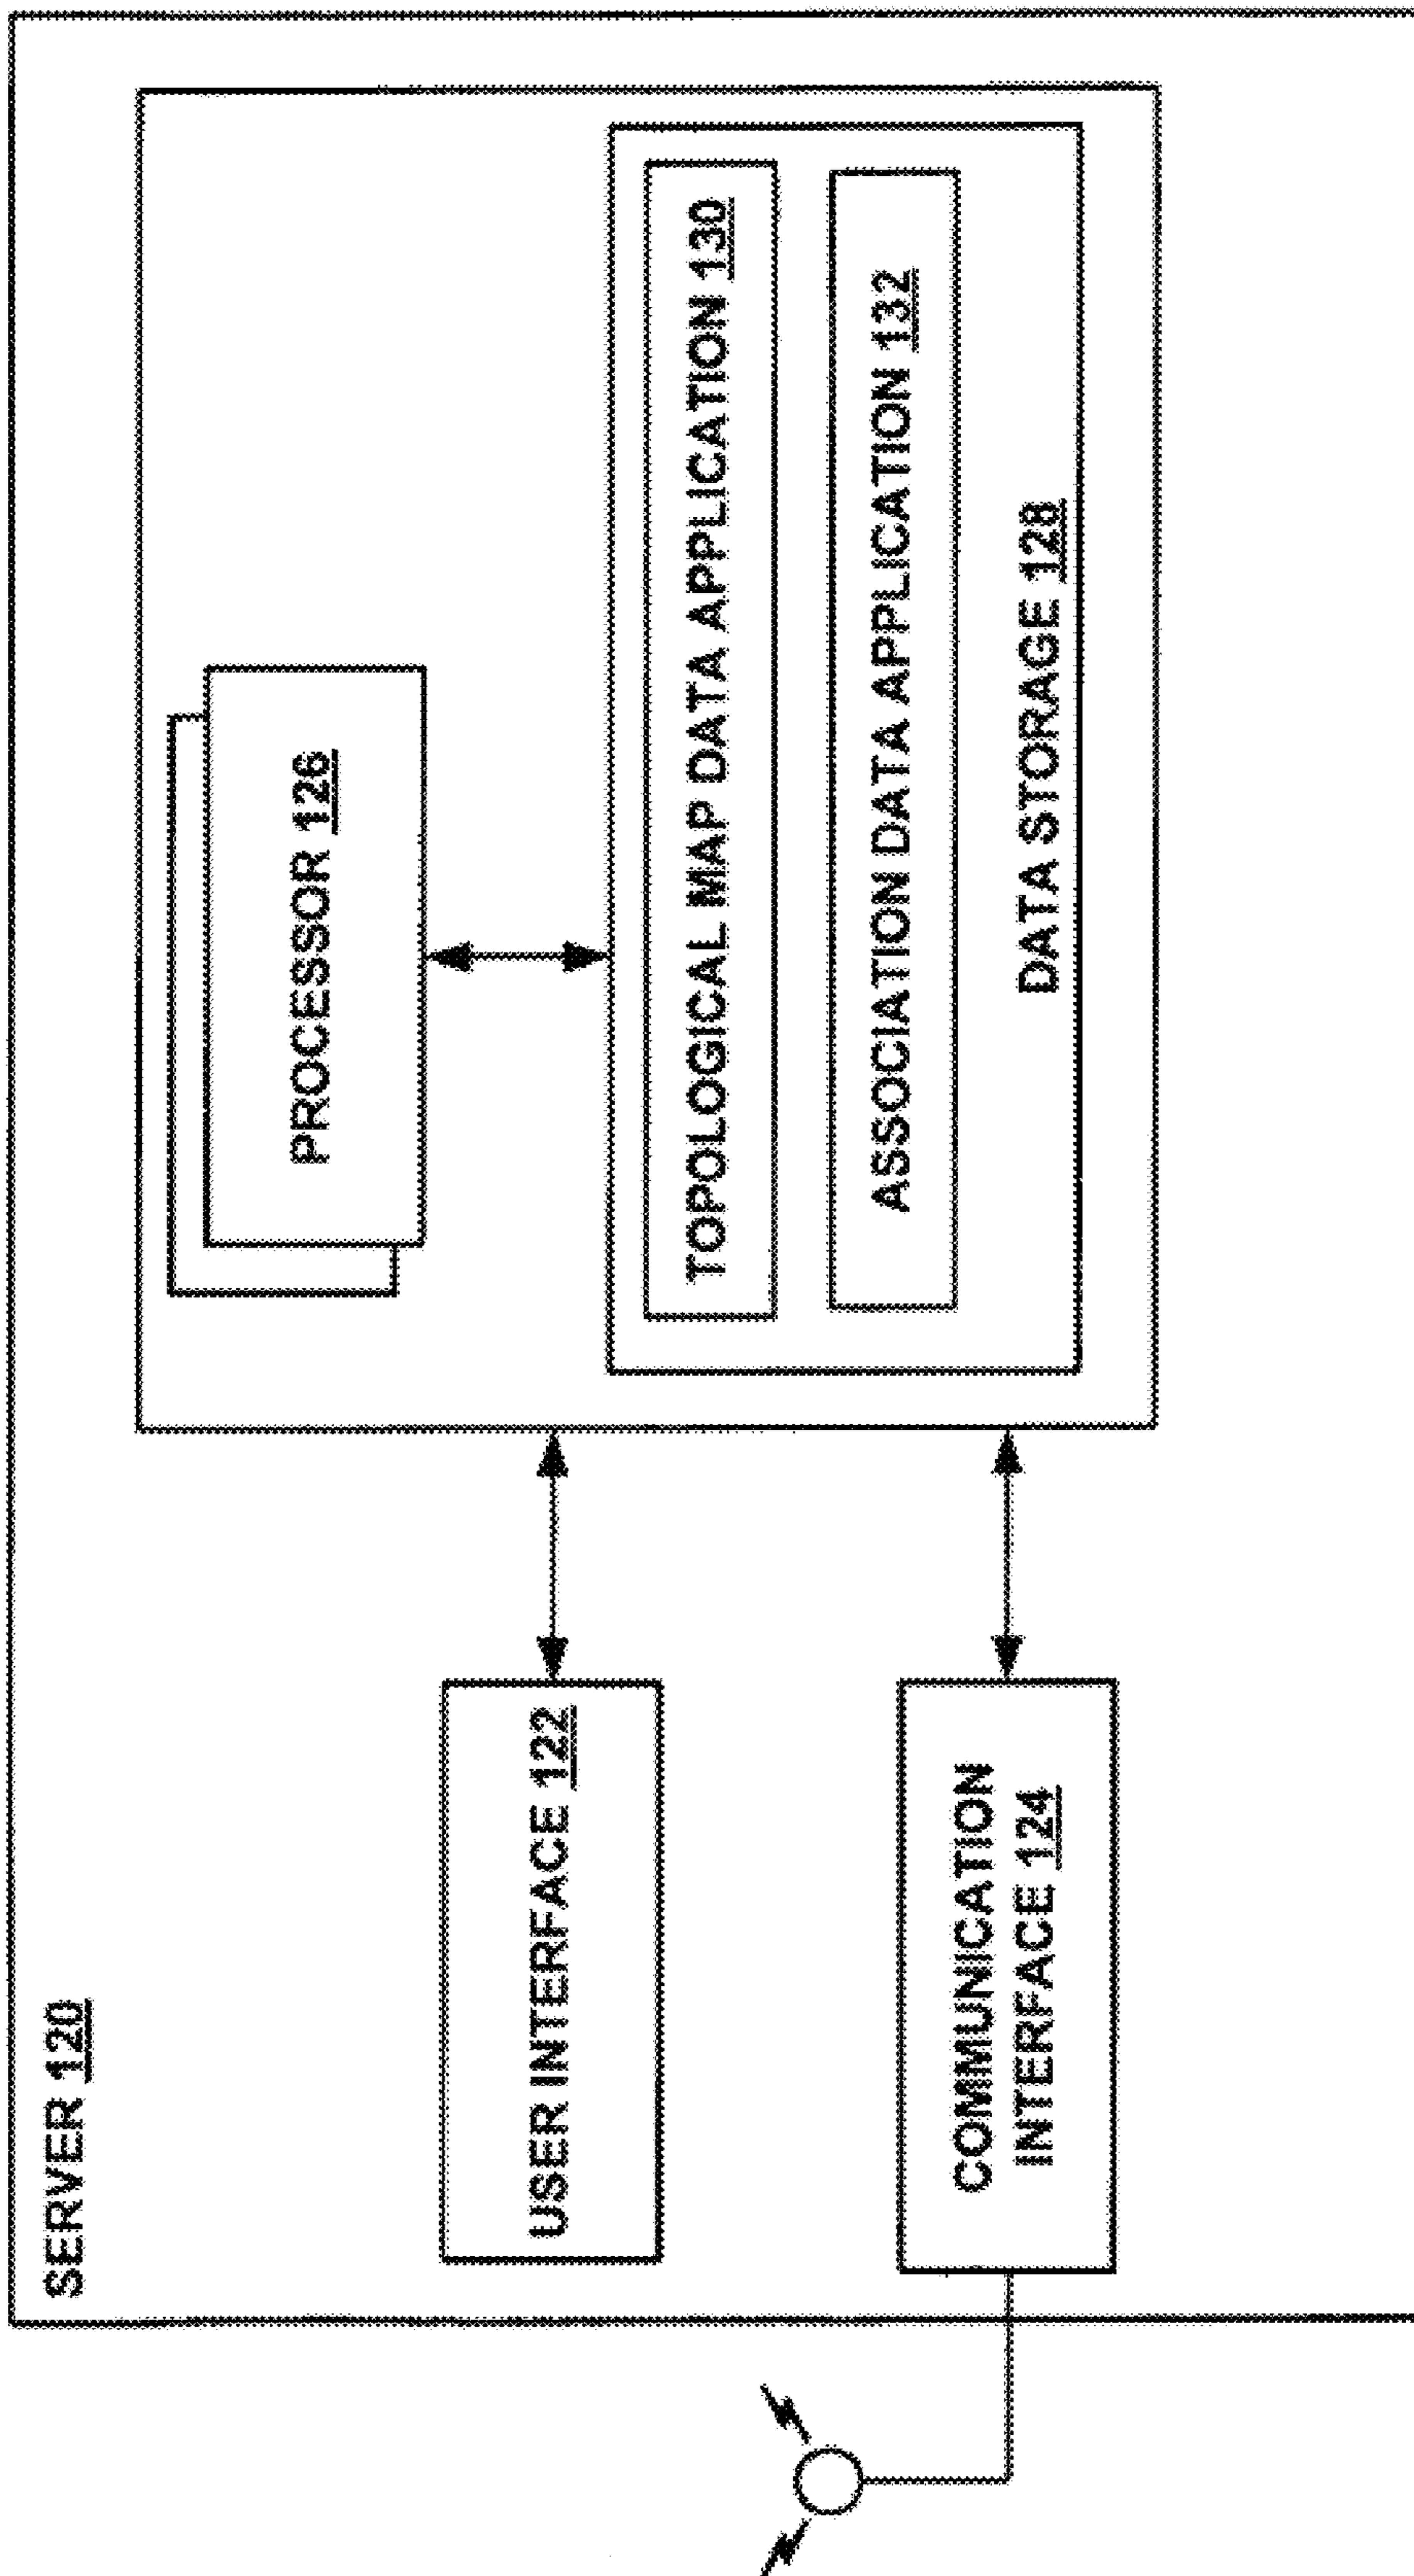 SERVER 120
USER INTERFACE 122
COMMUNICATION
INTERFACE 124
PROCESSOR 126
TOPOLOGICAL MAP DATA APPLICATION 130
ASSOCIATION DATA APPLICATION 132
DATA STORAGE 128